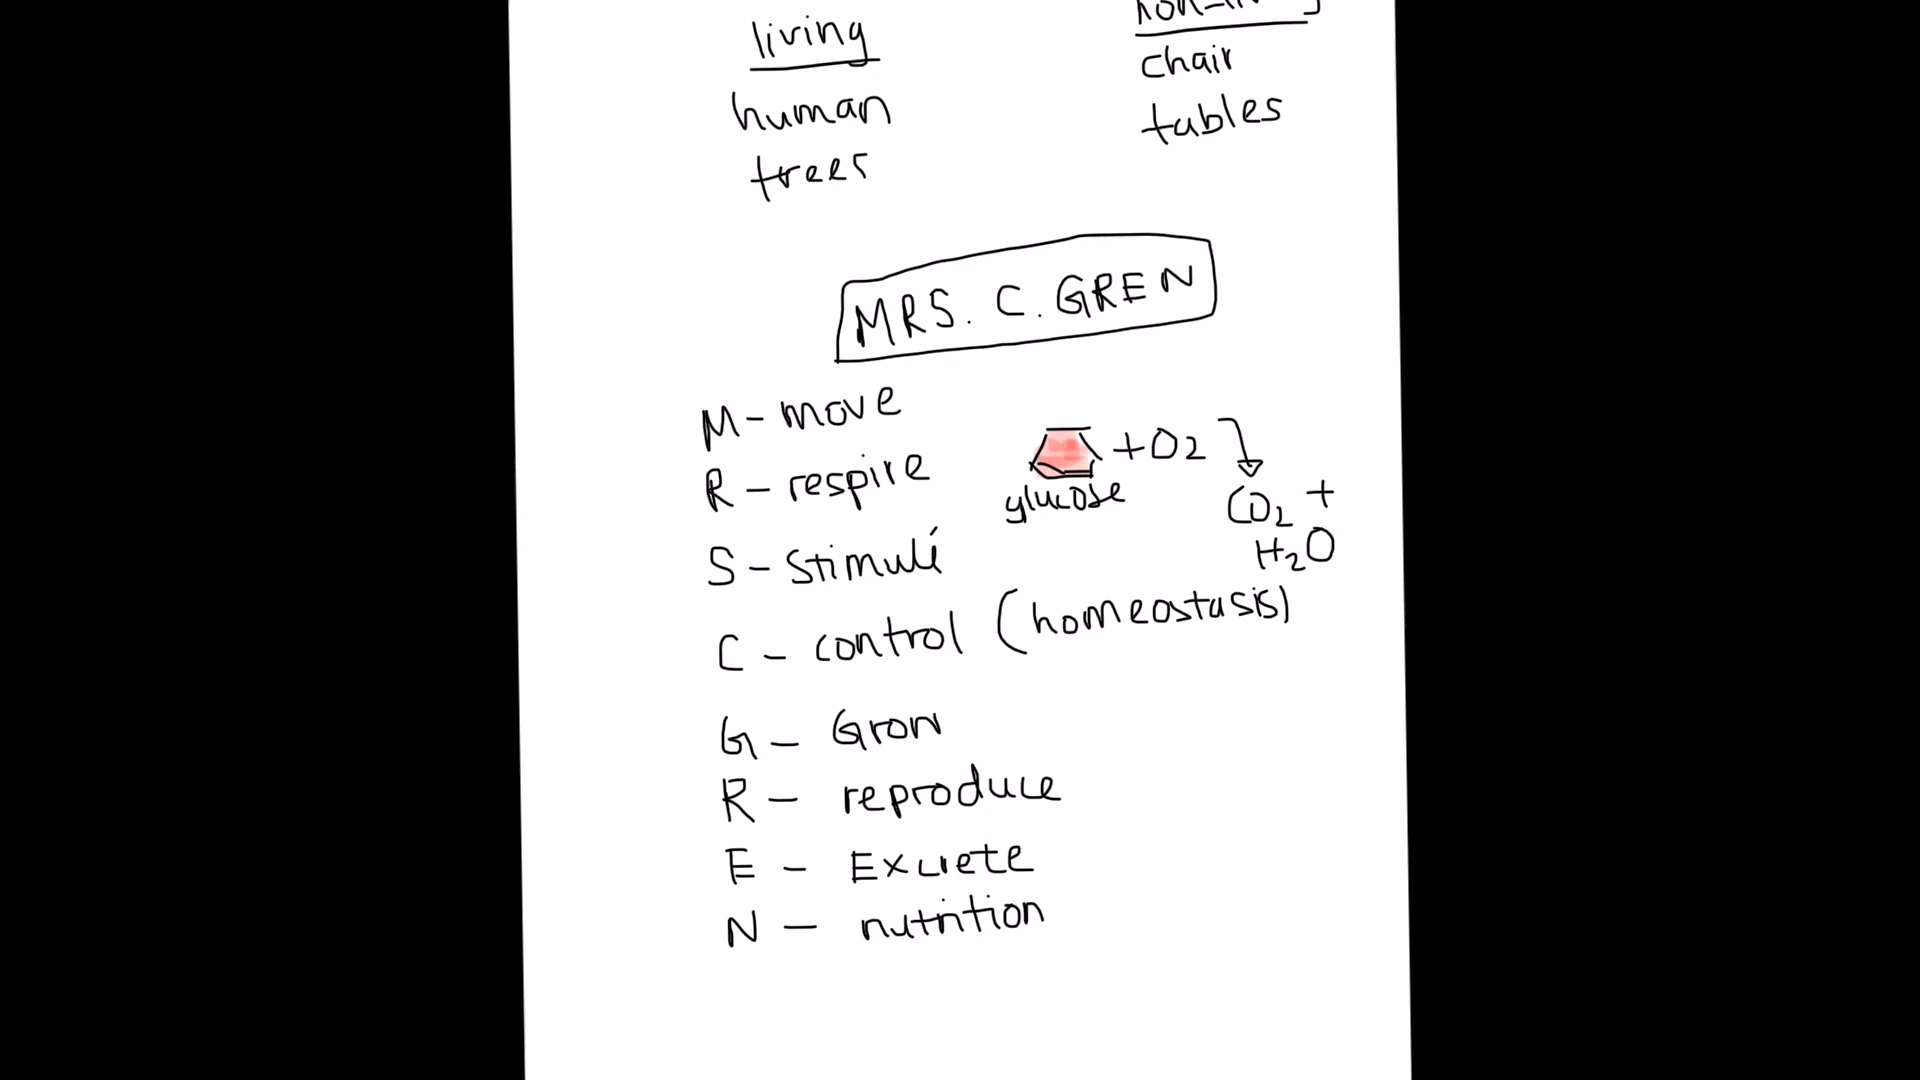 living
human
trees
chair
tables
MRS. C. GREN
M - move
R - respire
glucose + O2
CO2 +
H2O
S - stimuli
C - control (homeostasis)
G - Grow
R - reproduce
E - Excrete
N - nutrition